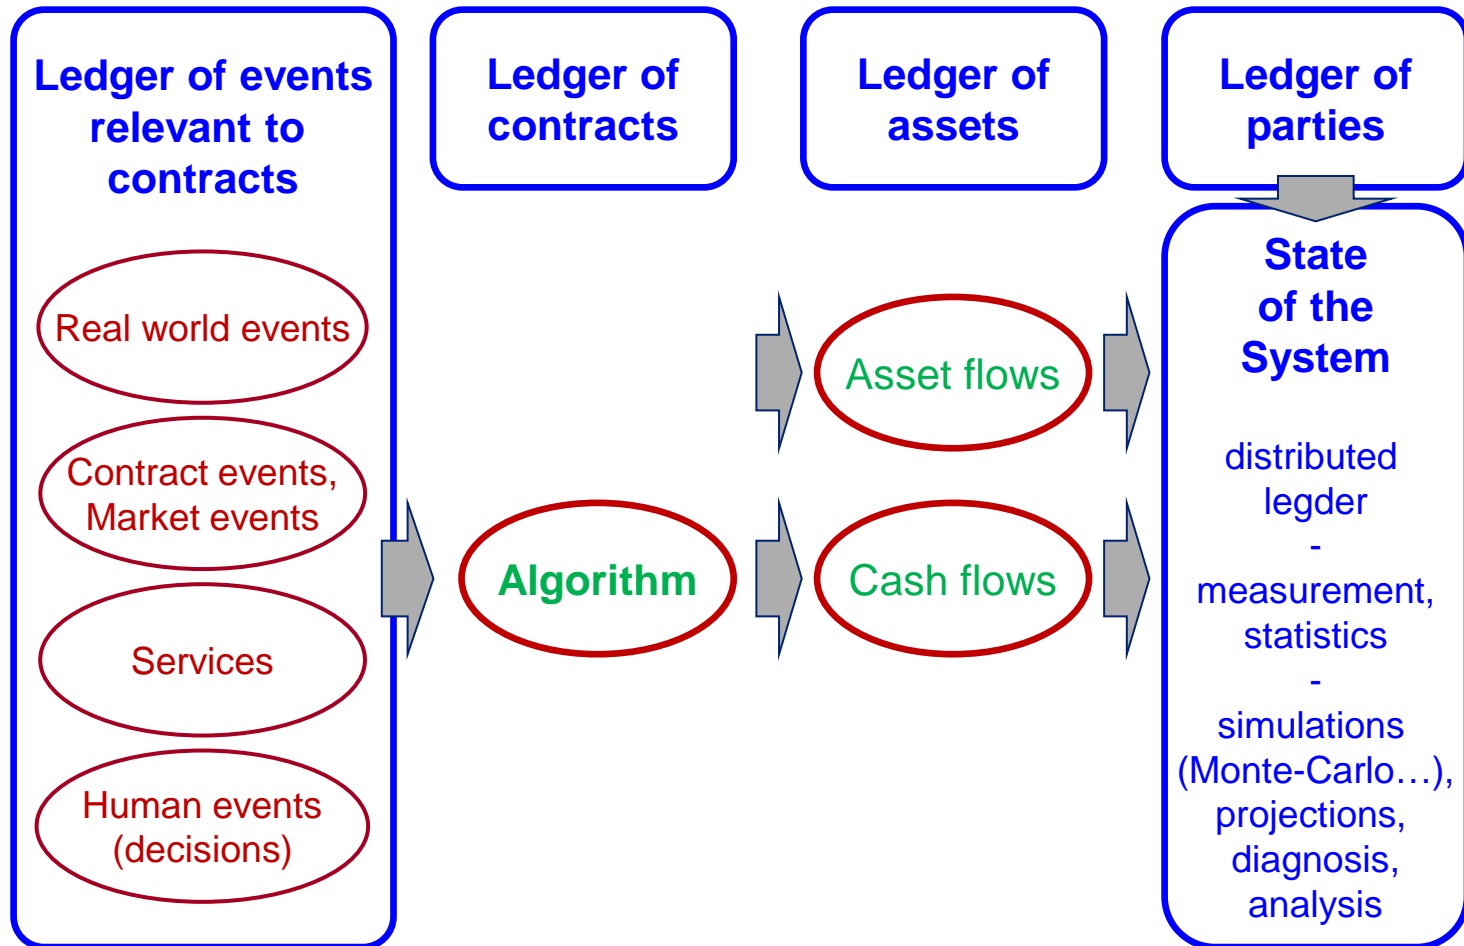 Ledger of events
relevant to
contracts
Real world events
Contract events,
Market events
Services
Human events
(decisions)
Ledger of
contracts
Algorithm
Ledger of
assets
Asset flows
Cash flows
Ledger of
parties
State
of the
System
distributed
legder
-
measurement,
statistics
-
simulations
(Monte-Carlo…),
projections,
diagnosis,
analysis